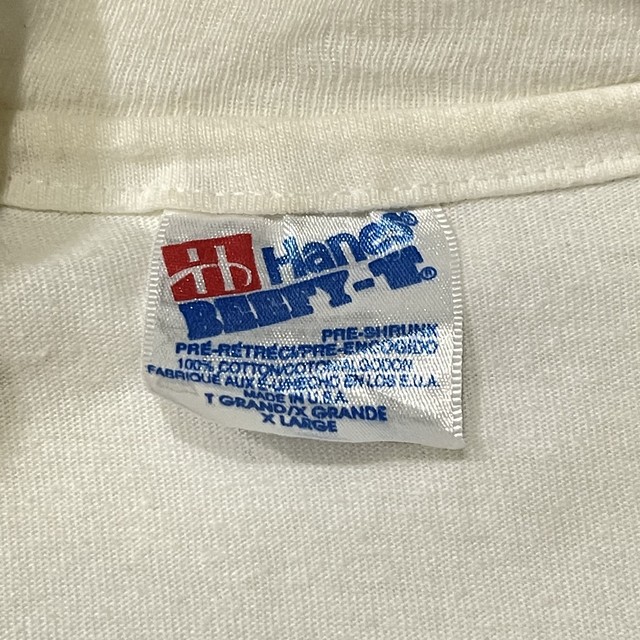 Hanes®
BEEFY-T®
PRE-SHRUNK
PRÉ-RÉTRÉCI/PRE-ENCOGIDO
100% COTTON/COTON/ALGODON
FABRIQUÉ AUX É.U./HECHO EN LOS E.U.A.
MADE IN U.S.A.
T GRAND/X GRANDE
X LARGE